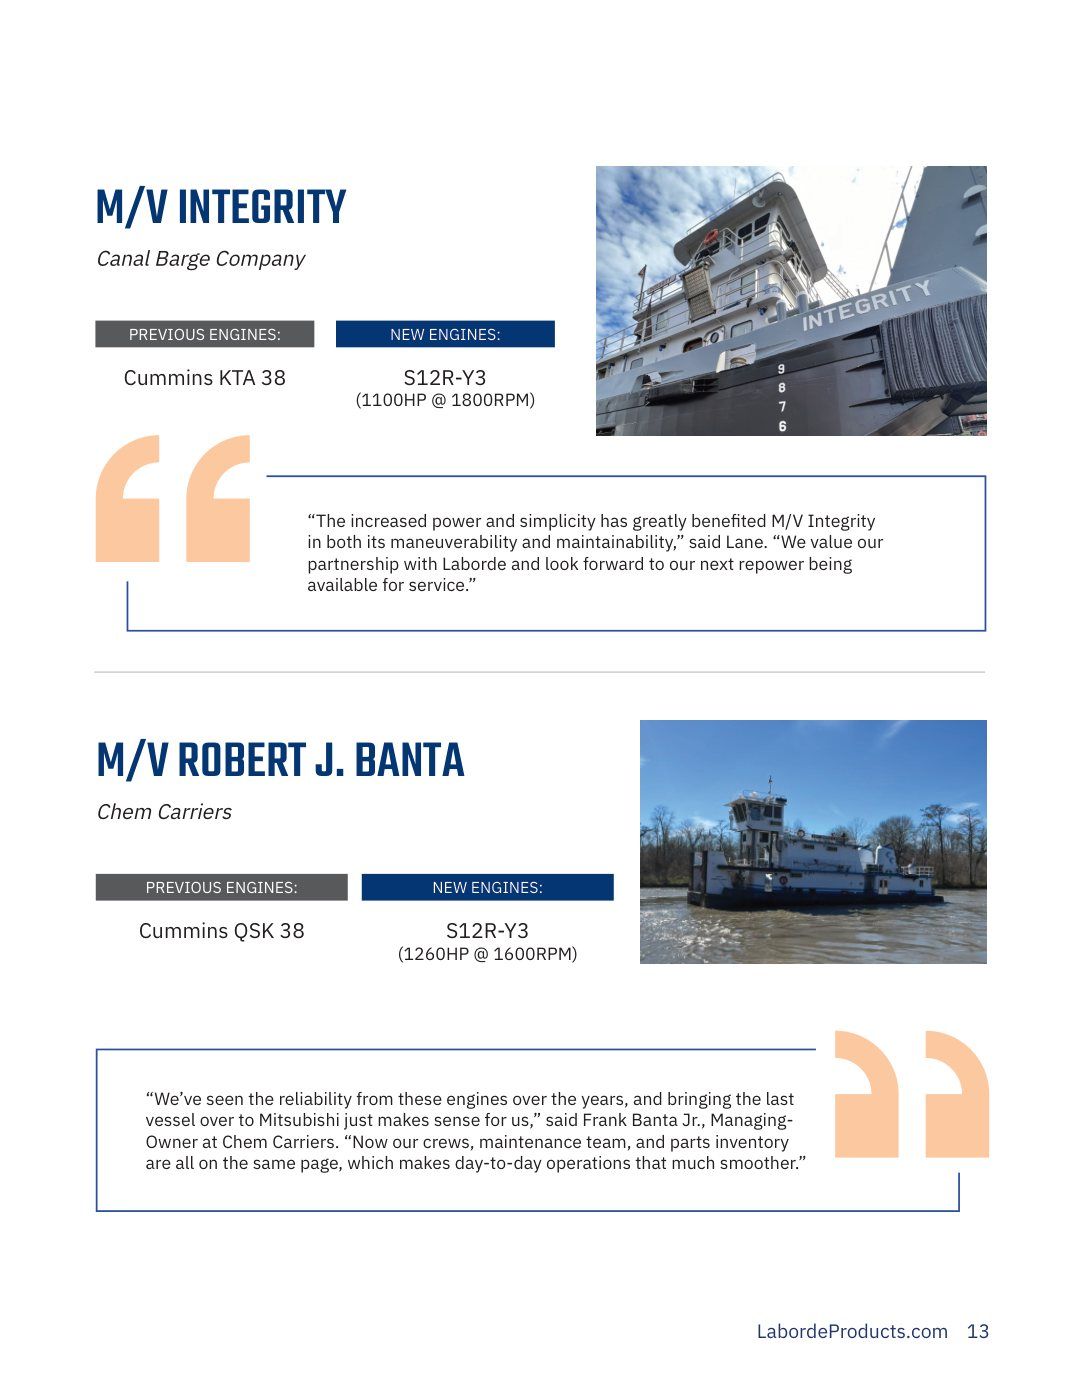 M/V INTEGRITY
Canal Barge Company
PREVIOUS ENGINES:
Cummins KTA 38
NEW ENGINES:
S12R-Y3
(1100HP @ 1800RPM)
INTEGRITY
9
8
7
6
“The increased power and simplicity has greatly benefited M/V Integrity
in both its maneuverability and maintainability,” said Lane. “We value our
partnership with Laborde and look forward to our next repower being
available for service.”
M/V ROBERT J. BANTA
Chem Carriers
PREVIOUS ENGINES:
Cummins QSK 38
NEW ENGINES:
S12R-Y3
(1260HP @ 1600RPM)
“We’ve seen the reliability from these engines over the years, and bringing the last
vessel over to Mitsubishi just makes sense for us,” said Frank Banta Jr., Managing-
Owner at Chem Carriers. “Now our crews, maintenance team, and parts inventory
are all on the same page, which makes day-to-day operations that much smoother.”
LabordeProducts.com 13